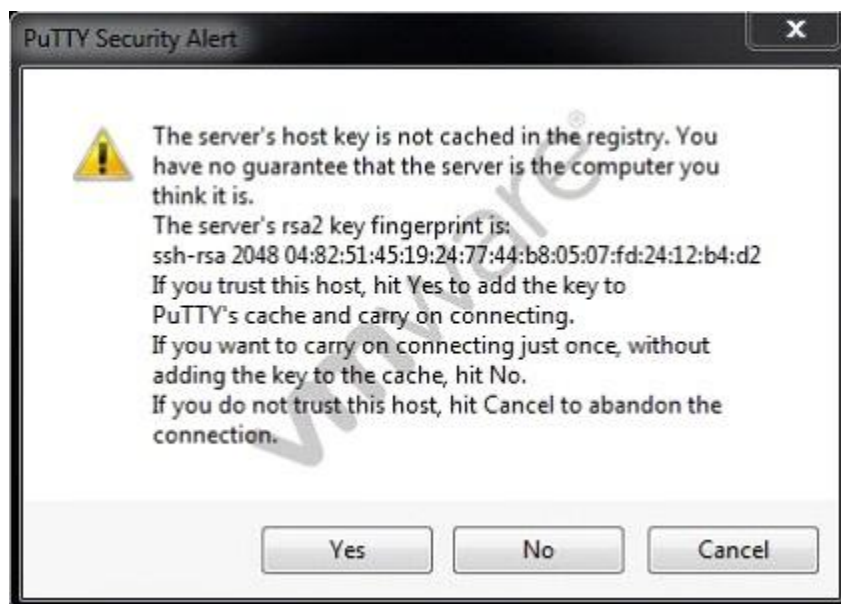 PuTTY Security Alert
x
The server's host key is not cached in the registry. You
have no guarantee that the server is the computer you
think it is.
The server's rsa2 key fingerprint is:
ssh-rsa 2048 04:82:51:45:19:24:77:44:b8:05:07:fd:24:12:b4:d2
If you trust this host, hit Yes to add the key to
PuTTY's cache and carry on connecting.
If you want to carry on connecting just once, without
adding the key to the cache, hit No.
If you do not trust this host, hit Cancel to abandon the
connection.
vmware®
Yes No Cancel